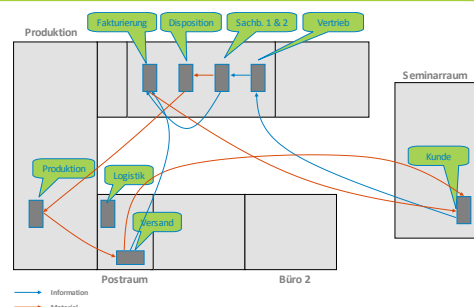 Fakturierung Disposition Sachb. 1 & 2 Vertrieb
Produktion
Seminarraum
Kunde
Produktion Logistik
Versand
Postraum Büro 2
Information
Material